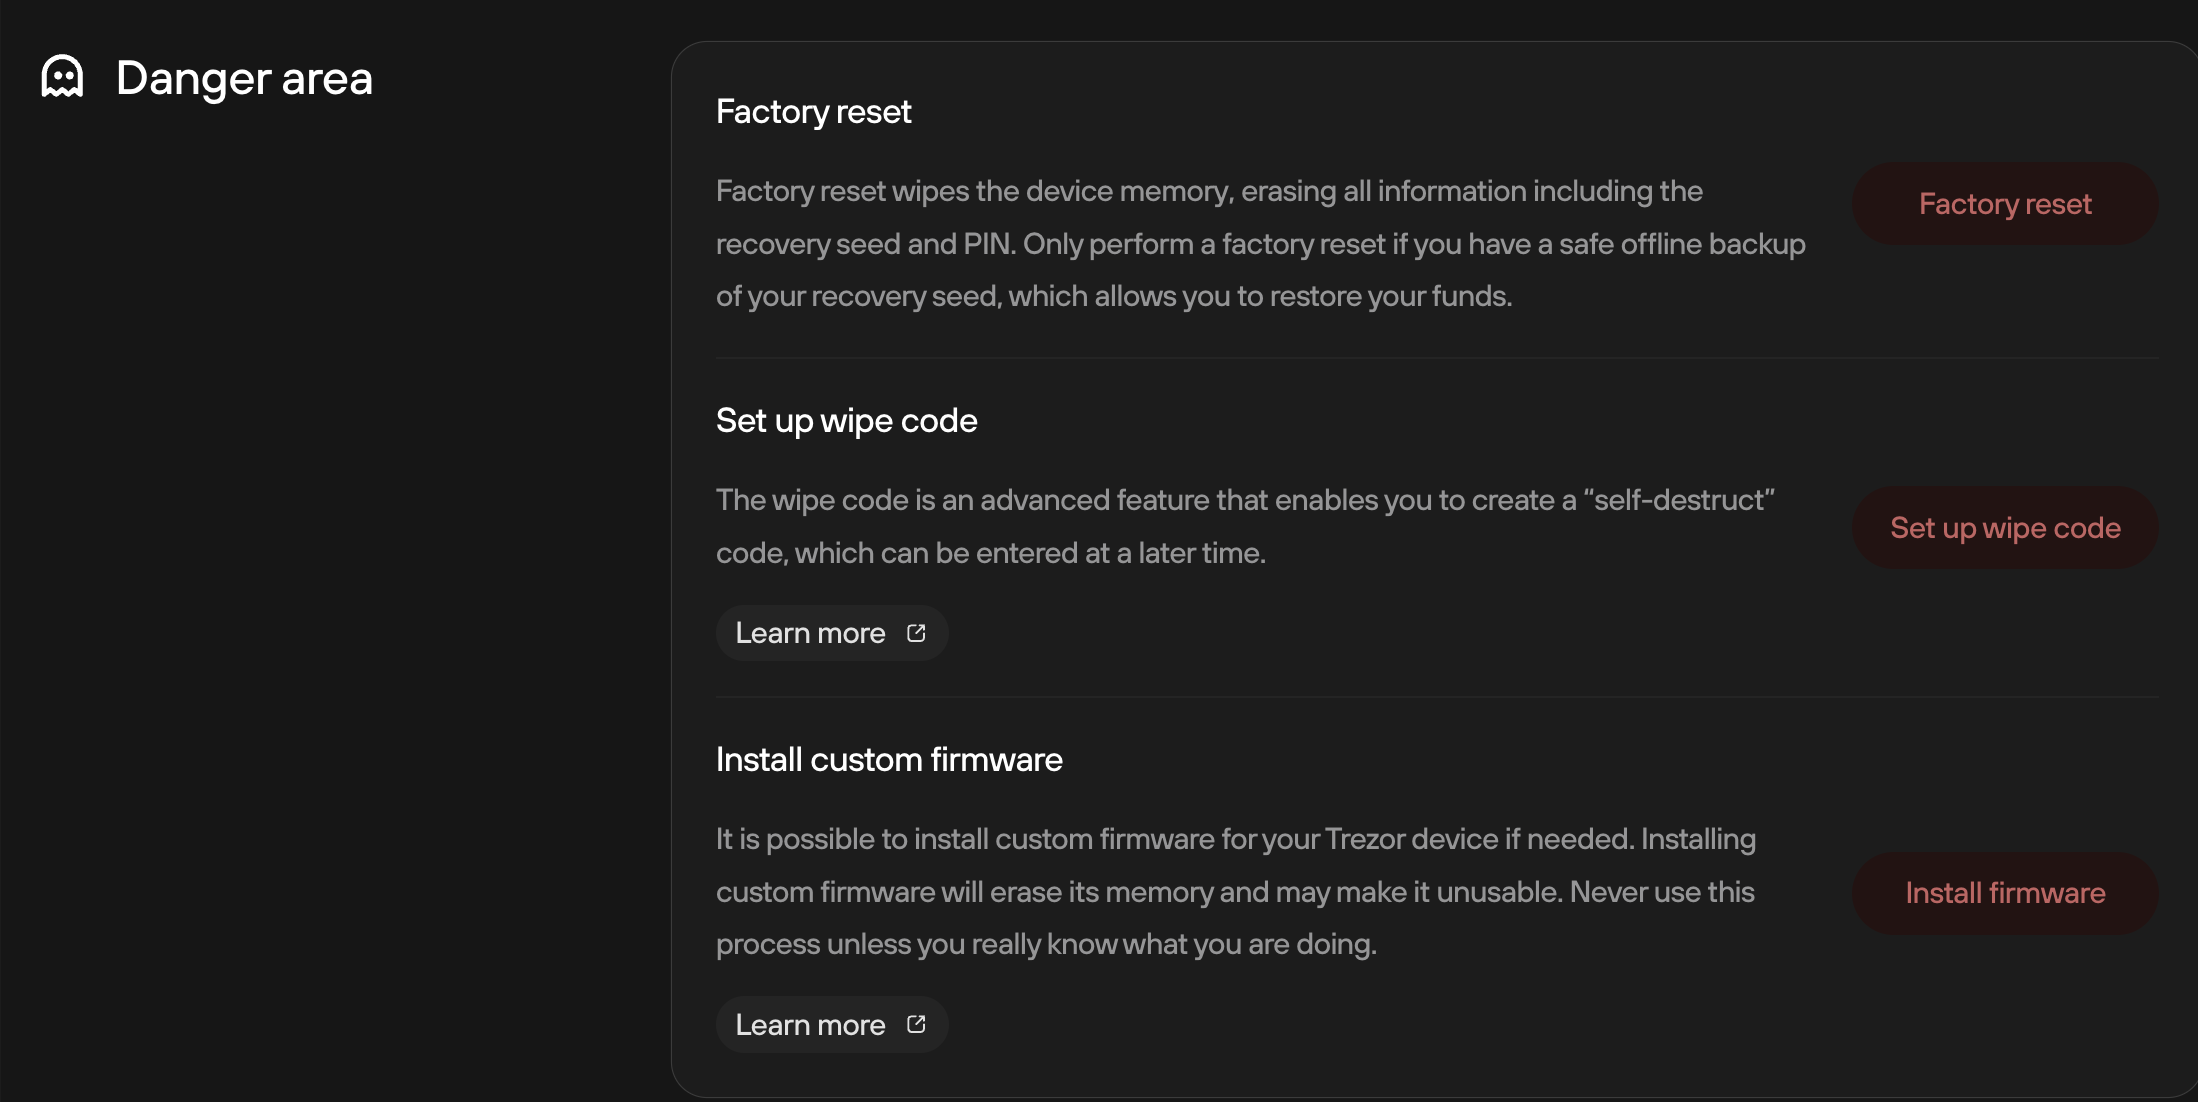 Danger area
Factory reset
Factory reset wipes the device memory, erasing all information including the
recovery seed and PIN. Only perform a factory reset if you have a safe offline backup
of your recovery seed, which allows you to restore your funds.
Factory reset
Set up wipe code
The wipe code is an advanced feature that enables you to create a “self-destruct”
code, which can be entered at a later time.
Set up wipe code
Learn more
Install custom firmware
It is possible to install custom firmware for your Trezor device if needed. Installing
custom firmware will erase its memory and may make it unusable. Never use this
process unless you really know what you are doing.
Install firmware
Learn more